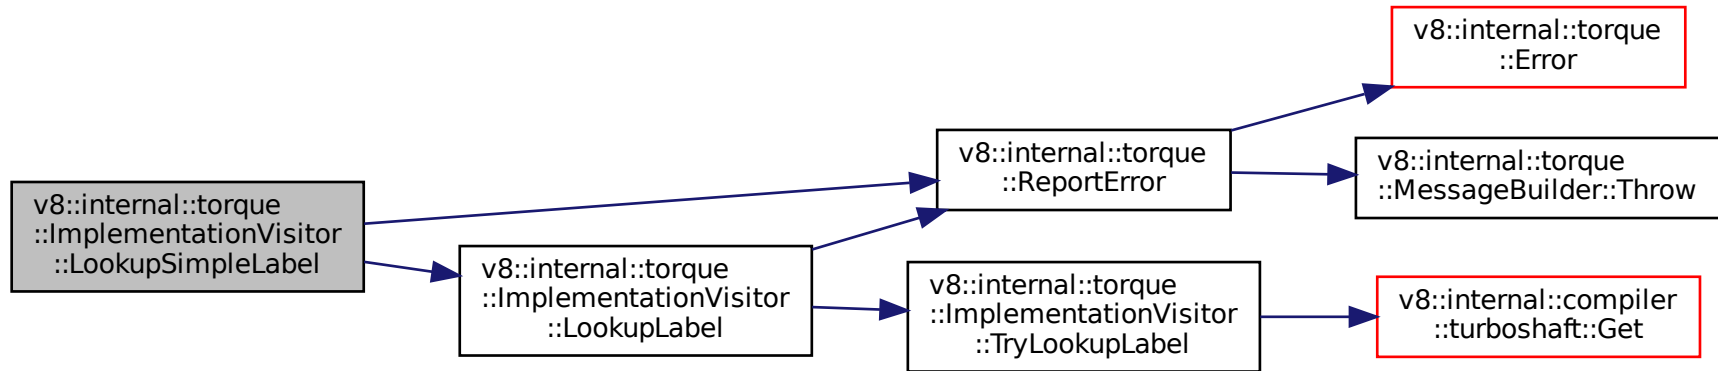 v8::internal::torque
::ImplementationVisitor
::LookupSimpleLabel
v8::internal::torque
::ImplementationVisitor
::LookupLabel
v8::internal::torque
::ReportError
v8::internal::torque
::ImplementationVisitor
::TryLookupLabel
v8::internal::torque
::Error
v8::internal::torque
::MessageBuilder::Throw
v8::internal::compiler
::turboshaft::Get